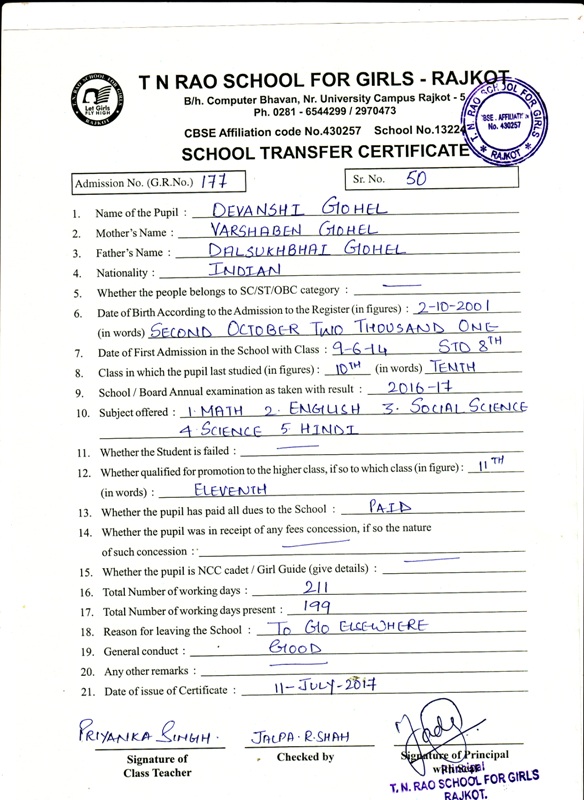 T N RAO SCHOOL FOR GIRLS - RAJKOT
B/h. Computer Bhavan, Nr. University Campus Rajkot - 5
Ph. 0281 - 6544299 / 2970473
CBSE Affiliation code No.430257 School No.13224
SCHOOL TRANSFER CERTIFICATE
T. N. RAO SCHOOL FOR GIRLS
Let Girls
FLY HIGH
RAJKOT
T. N. RAO SCHOOL FOR GIRLS
CBSE. AFFILIATION
No. 430257
RAJKOT
Admission No. (G.R.No.) 177 Sr. No. 50
1. Name of the Pupil : DEVANSHI GOHEL
2. Mother's Name : VARSHABEN GOHEL
3. Father's Name : DALSUKHBHAI GOHEL
4. Nationality : INDIAN
5. Whether the people belongs to SC/ST/OBC category :
6. Date of Birth According to the Admission to the Register (in figures) : 2-10-2001
(in words) SECOND OCTOBER TWO THOUSAND ONE
7. Date of First Admission in the School with Class : 9-6-14 STD 8TH
8. Class in which the pupil last studied (in figures) : 10TH (in words) TENTH
9. School / Board Annual examination as taken with result : 2016-17
10. Subject offered : 1. MATH 2. ENGLISH 3. SOCIAL SCIENCE
4. SCIENCE 5 HINDI
11. Whether the Student is failed :
12. Whether qualified for promotion to the higher class, if so to which class (in figure) : 11TH
(in words) : ELEVENTH
13. Whether the pupil has paid all dues to the School : PAID
14. Whether the pupil was in receipt of any fees concession, if so the nature
of such concession :
15. Whether the pupil is NCC cadet / Girl Guide (give details) :
16. Total Number of working days : 211
17. Total Number of working days present : 199
18. Reason for leaving the School : TO GO ELSEWHERE
19. General conduct : GOOD
20. Any other remarks :
21. Date of issue of Certificate : 11-JULY-2017
PRIYANKA SINGH. JALPA.R.SHAH
Signature of Class Teacher
Checked by
Signature of Principal
Principal
T. N. RAO SCHOOL FOR GIRLS
RAJKOT.